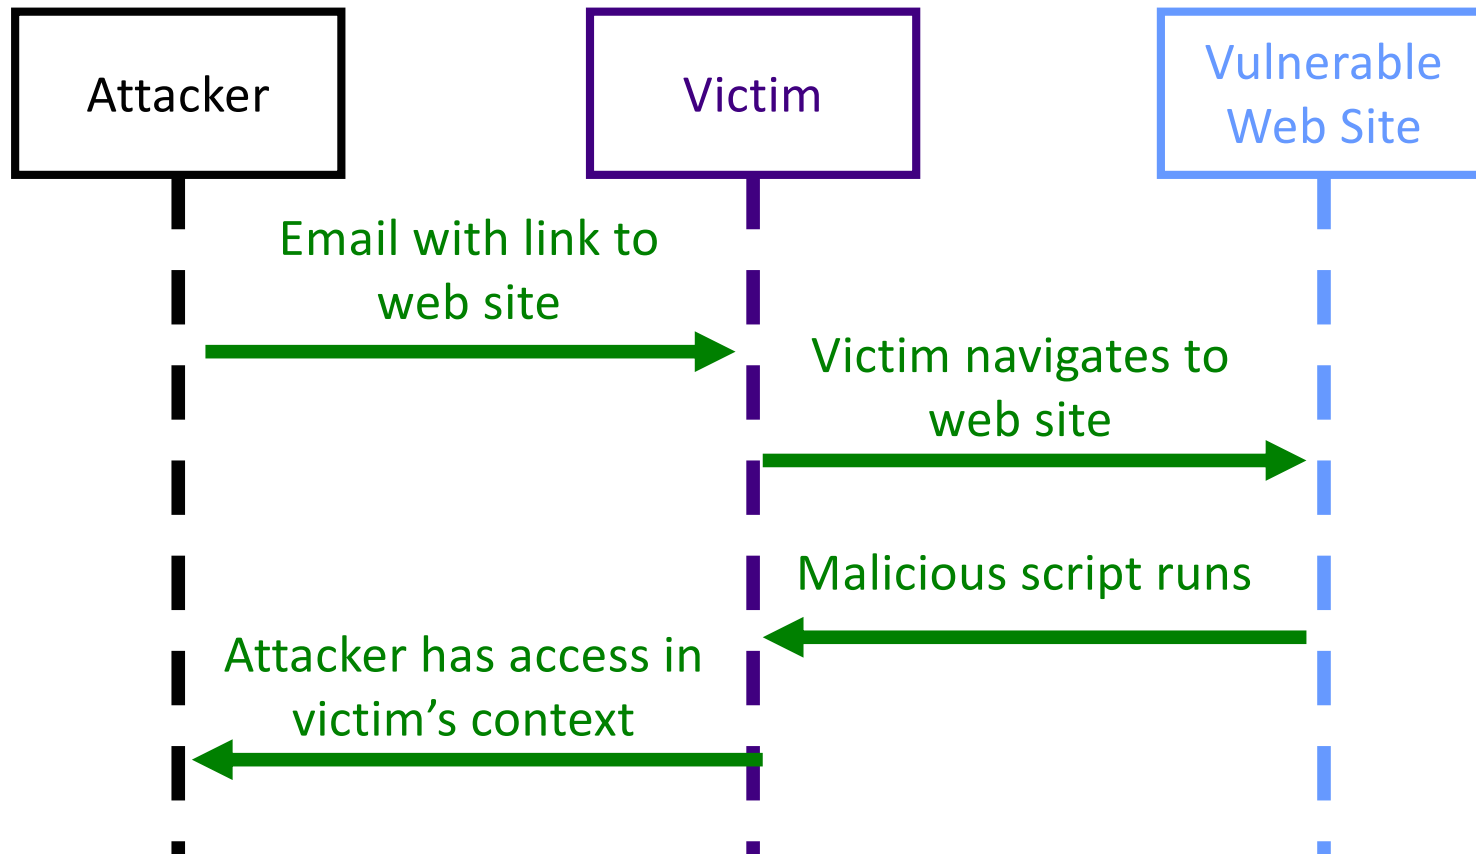 Attacker
Victim
Vulnerable
Web Site
Email with link to
web site
Victim navigates to
web site
Malicious script runs
Attacker has access in
victim’s context